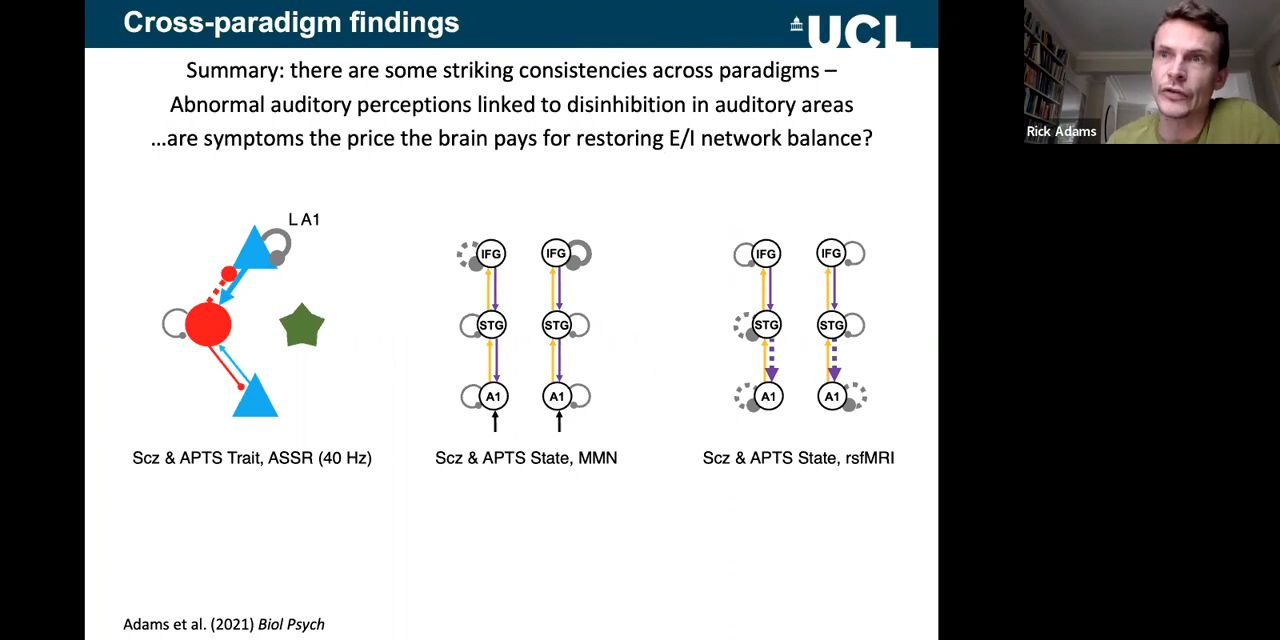 Cross-paradigm findings
UCL
Summary: there are some striking consistencies across paradigms –
Abnormal auditory perceptions linked to disinhibition in auditory areas
...are symptoms the price the brain pays for restoring E/I network balance?
Rick Adams
L A1
IFG IFG IFG IFG
STG STG STG STG
A1 A1 A1 A1
Scz & APTS Trait, ASSR (40 Hz) Scz & APTS State, MMN Scz & APTS State, rsfMRI
Adams et al. (2021) Biol Psych